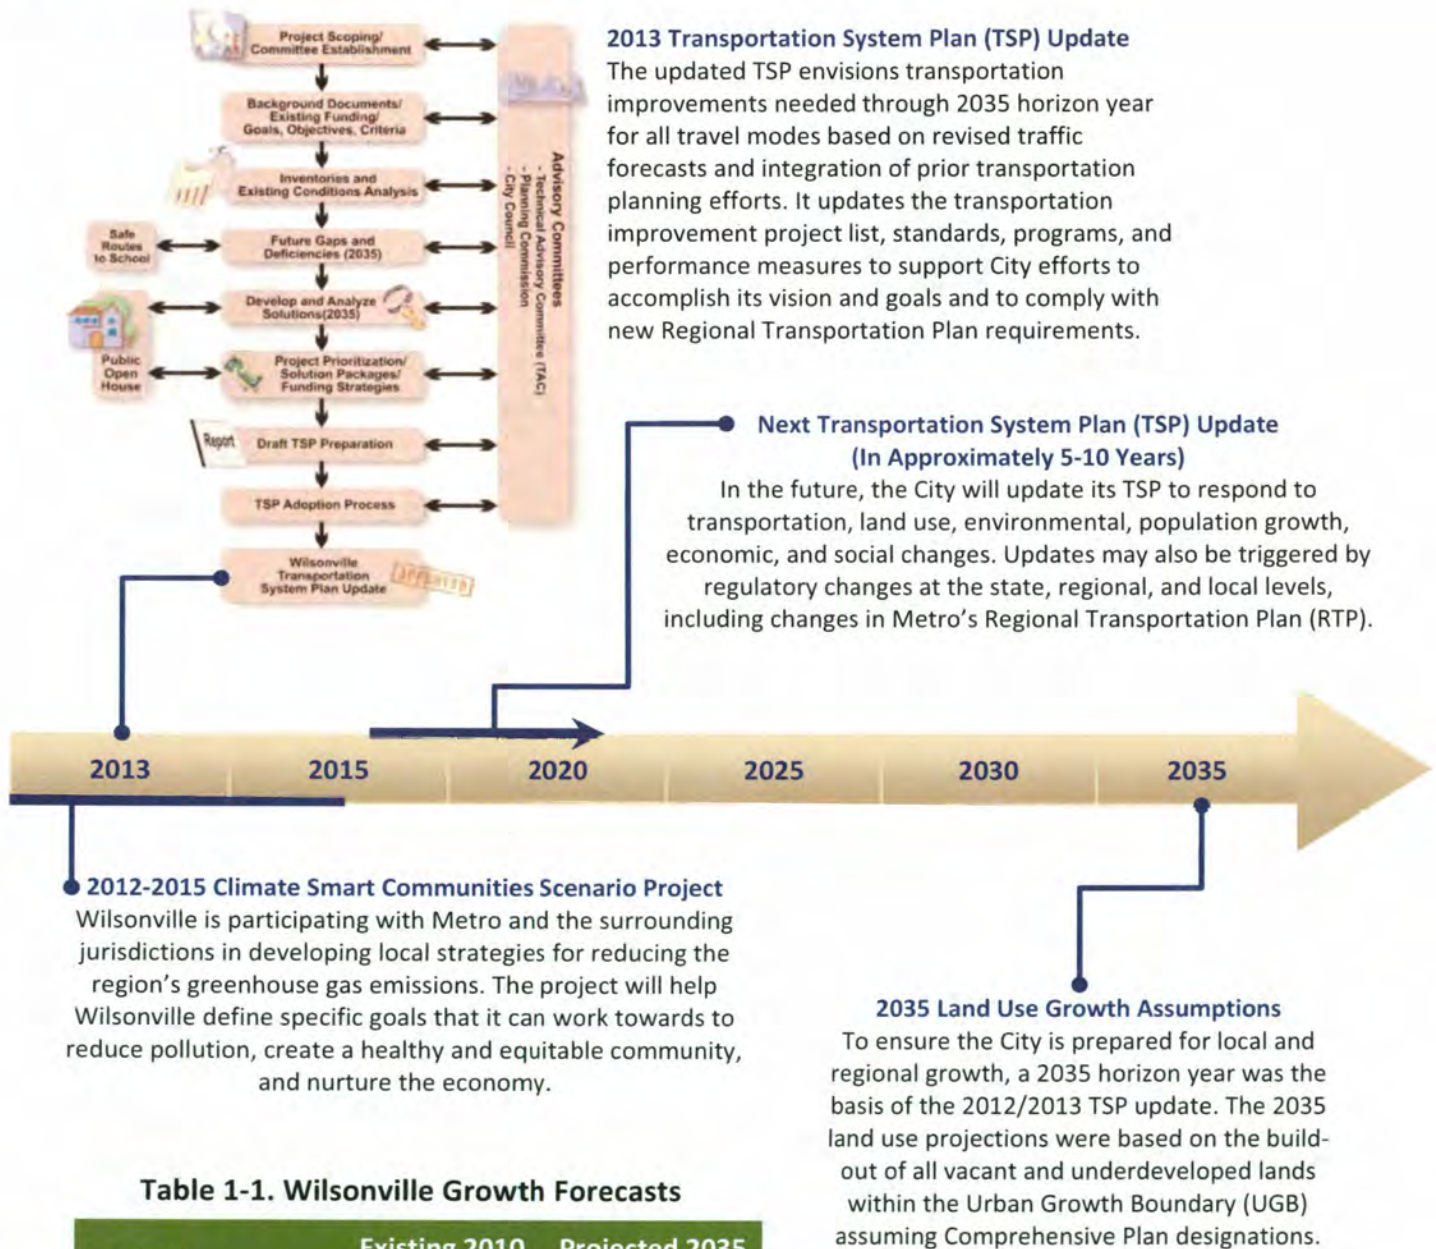 Project Scoping/
Committee Establishment
Background Documents/
Existing Funding/
Goals, Objectives, Criteria
Inventories and
Existing Conditions Analysis
Safe
Routes
to School
Future Gaps and
Deficiencies (2035)
Develop and Analyze
Solutions(2035)
Public
Open
House
Project Prioritization/
Solution Packages/
Funding Strategies
Report
Draft TSP Preparation
TSP Adoption Process
Wilsonville
Transportation
System Plan Update
APPROVED
Advisory Committees
- Technical Advisory Committee (TAC)
- Planning Commission
- City Council
2013 Transportation System Plan (TSP) Update
The updated TSP envisions transportation
improvements needed through 2035 horizon year
for all travel modes based on revised traffic
forecasts and integration of prior transportation
planning efforts. It updates the transportation
improvement project list, standards, programs, and
performance measures to support City efforts to
accomplish its vision and goals and to comply with
new Regional Transportation Plan requirements.
Next Transportation System Plan (TSP) Update
(In Approximately 5-10 Years)
In the future, the City will update its TSP to respond to
transportation, land use, environmental, population growth,
economic, and social changes. Updates may also be triggered by
regulatory changes at the state, regional, and local levels,
including changes in Metro's Regional Transportation Plan (RTP).
2013 2015 2020 2025 2030 2035
2012-2015 Climate Smart Communities Scenario Project
Wilsonville is participating with Metro and the surrounding
jurisdictions in developing local strategies for reducing the
region's greenhouse gas emissions. The project will help
Wilsonville define specific goals that it can work towards to
reduce pollution, create a healthy and equitable community,
and nurture the economy.
2035 Land Use Growth Assumptions
To ensure the City is prepared for local and
regional growth, a 2035 horizon year was the
basis of the 2012/2013 TSP update. The 2035
land use projections were based on the build-
out of all vacant and underdeveloped lands
within the Urban Growth Boundary (UGB)
assuming Comprehensive Plan designations.
Table 1-1. Wilsonville Growth Forecasts
Existing 2010 Projected 2035